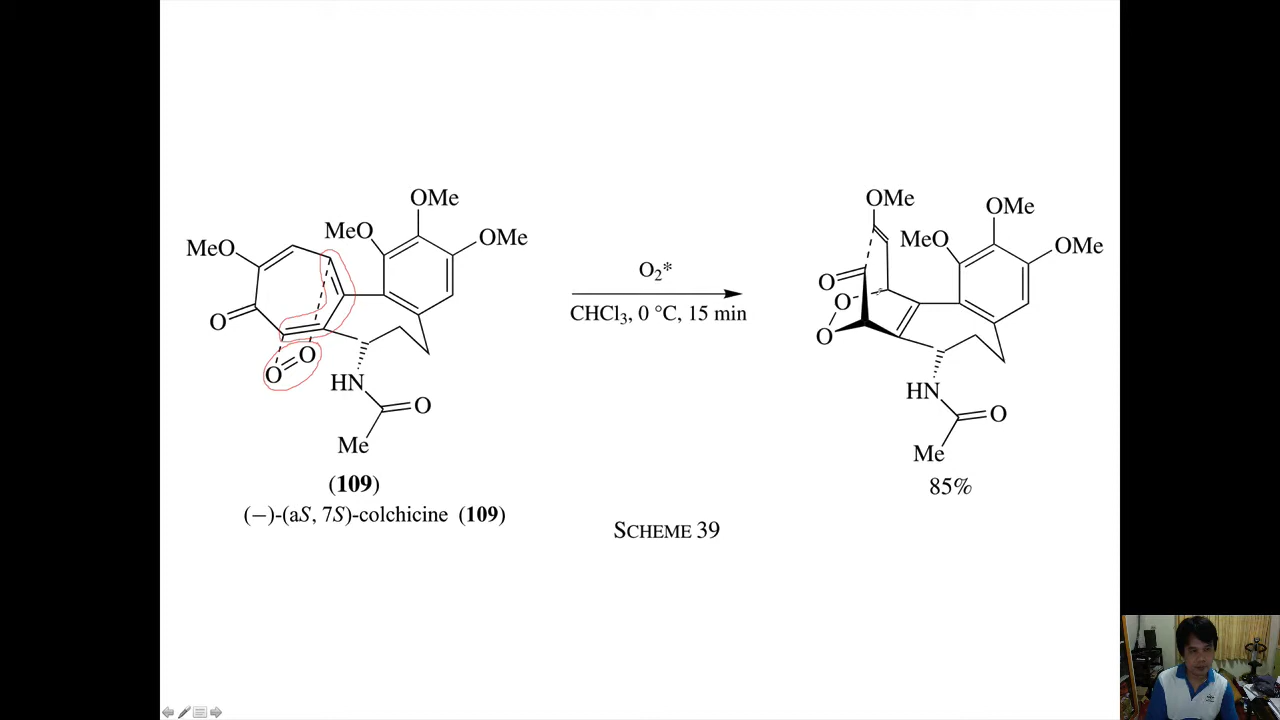 OMe
MeO
OMe
MeO
O
O
O
HN
O
Me
(109)
(−)-(aS, 7S)-colchicine (109)
O2*
CHCl3, 0 °C, 15 min
OMe
OMe
MeO
OMe
O
O
O
HN
O
Me
85%
SCHEME 39